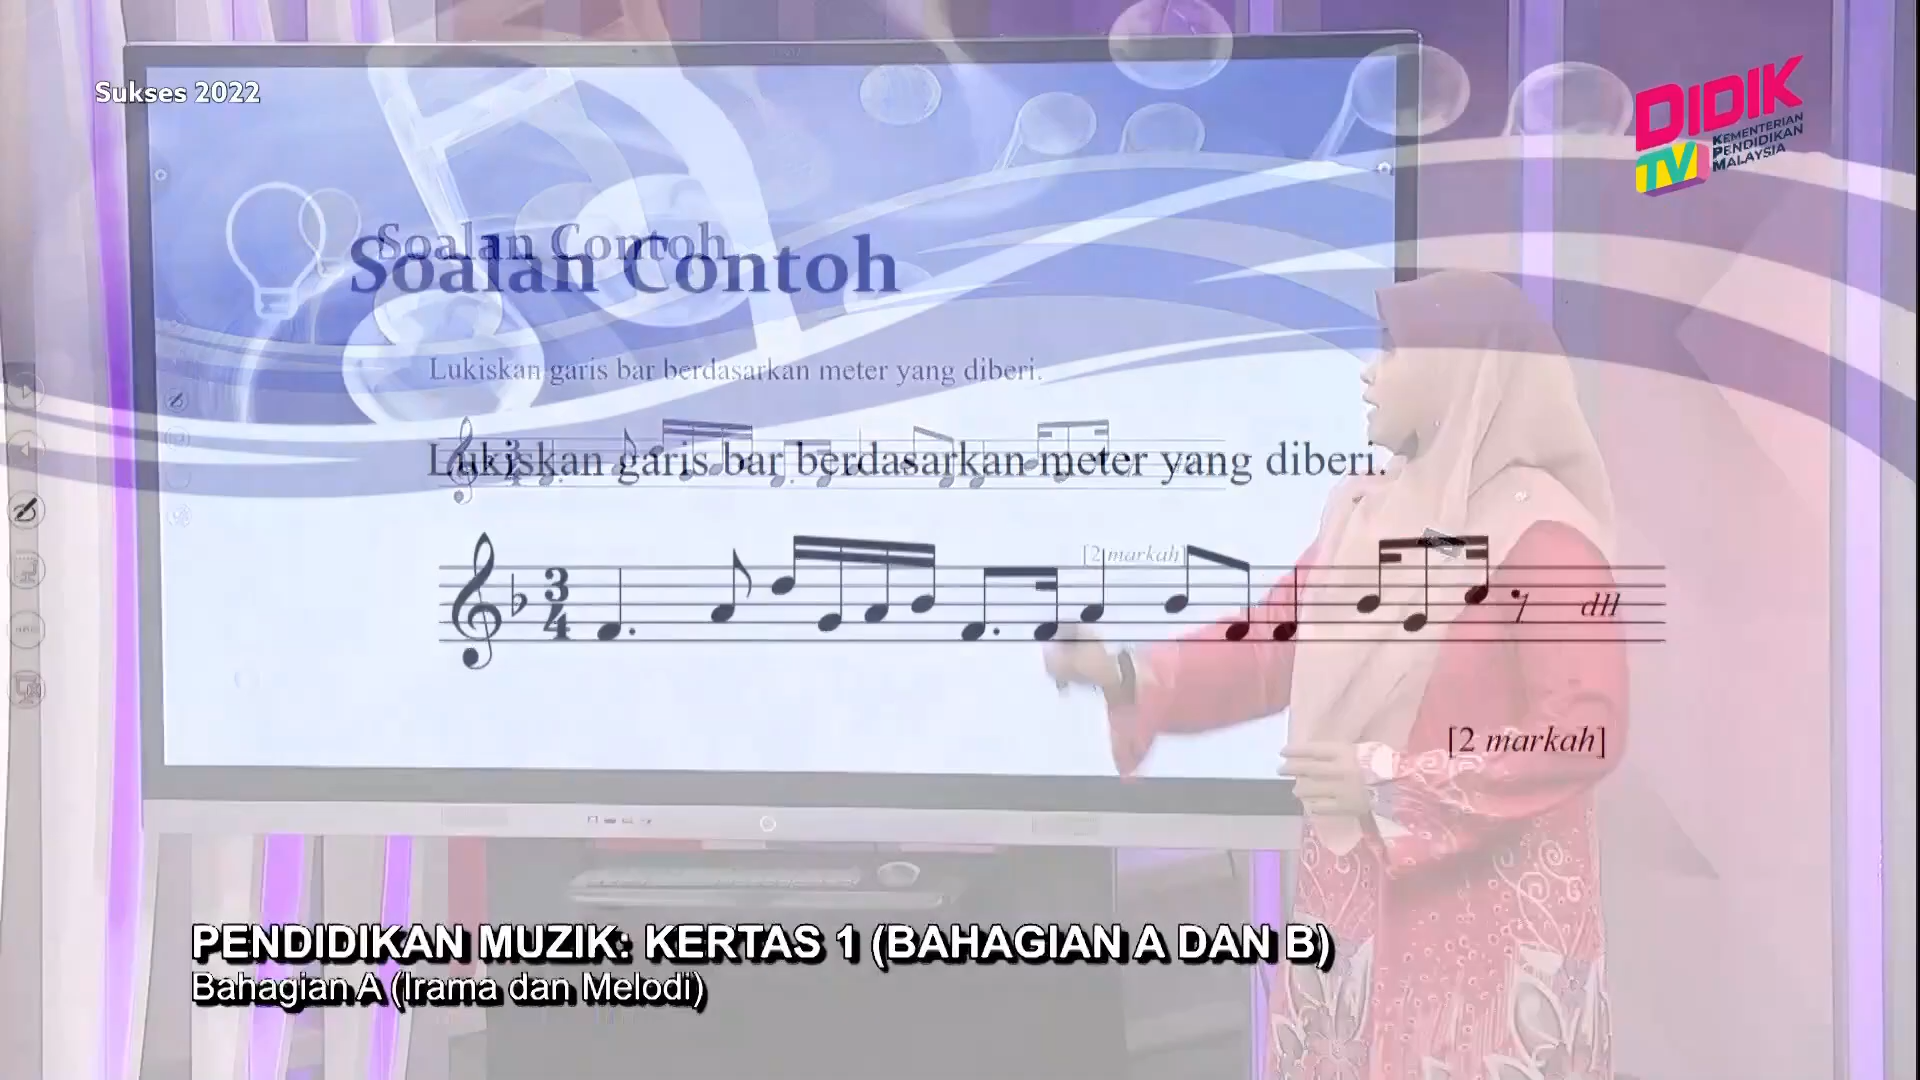 Sukses 2022
DIDIK
TV
KEMENTERIAN
PENDIDIKAN
MALAYSIA
Soalan Contoh
Soalan Contoh
Lukiskan garis bar berdasarkan meter yang diberi.
Lukiskan garis bar berdasarkan meter yang diberi.
[2 markah]
3
4
dll
[2 markah]
PENDIDIKAN MUZIK: KERTAS 1 (BAHAGIAN A DAN B)
Bahagian A (Irama dan Melodi)